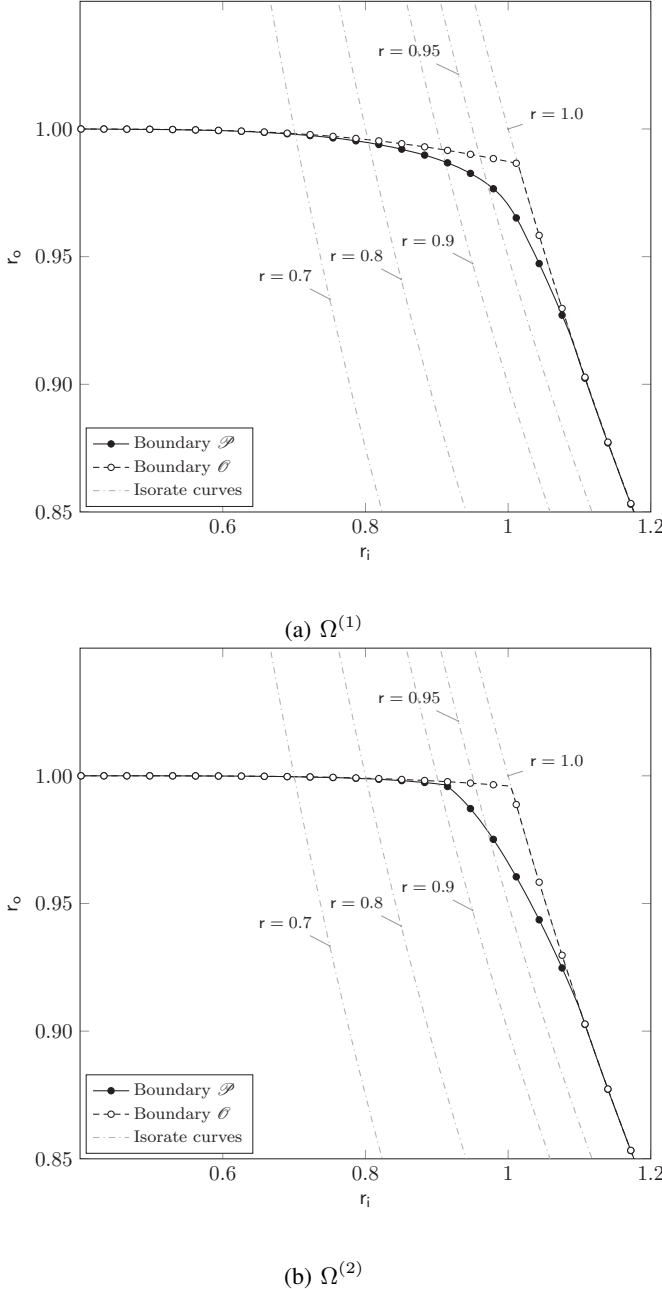 r = 0.95
r = 1.0
1.00
0.95
r = 0.9
r = 0.8
r = 0.7
r_o
0.90
Boundary 𝒫
Boundary 𝒪
Isorate curves
0.85
0.6 0.8 1 1.2
r_i
(a) Ω^(1)
r = 0.95
r = 1.0
1.00
0.95
r = 0.9
r = 0.8
r = 0.7
r_o
0.90
Boundary 𝒫
Boundary 𝒪
Isorate curves
0.85
0.6 0.8 1 1.2
r_i
(b) Ω^(2)